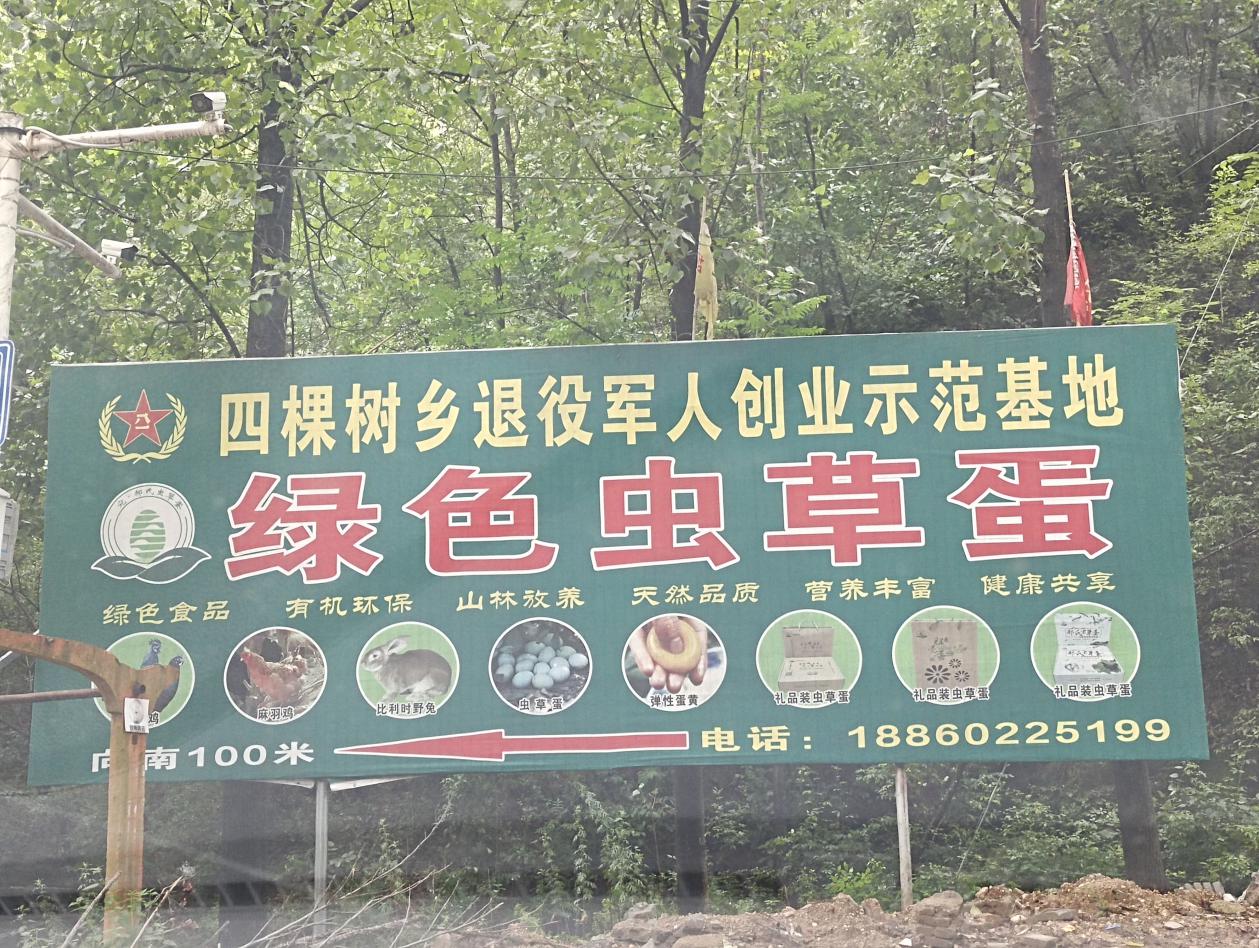 四棵树乡退役军人创业示范基地
八一
绿色虫草蛋
绿色食品 有机环保 山林放养 天然品质 营养丰富 健康共享
鸡 麻羽鸡 比利时野兔 虫草蛋 弹性蛋黄 礼品装虫草蛋 礼品装虫草蛋 礼品装虫草蛋
向南100米 电话：18860225199